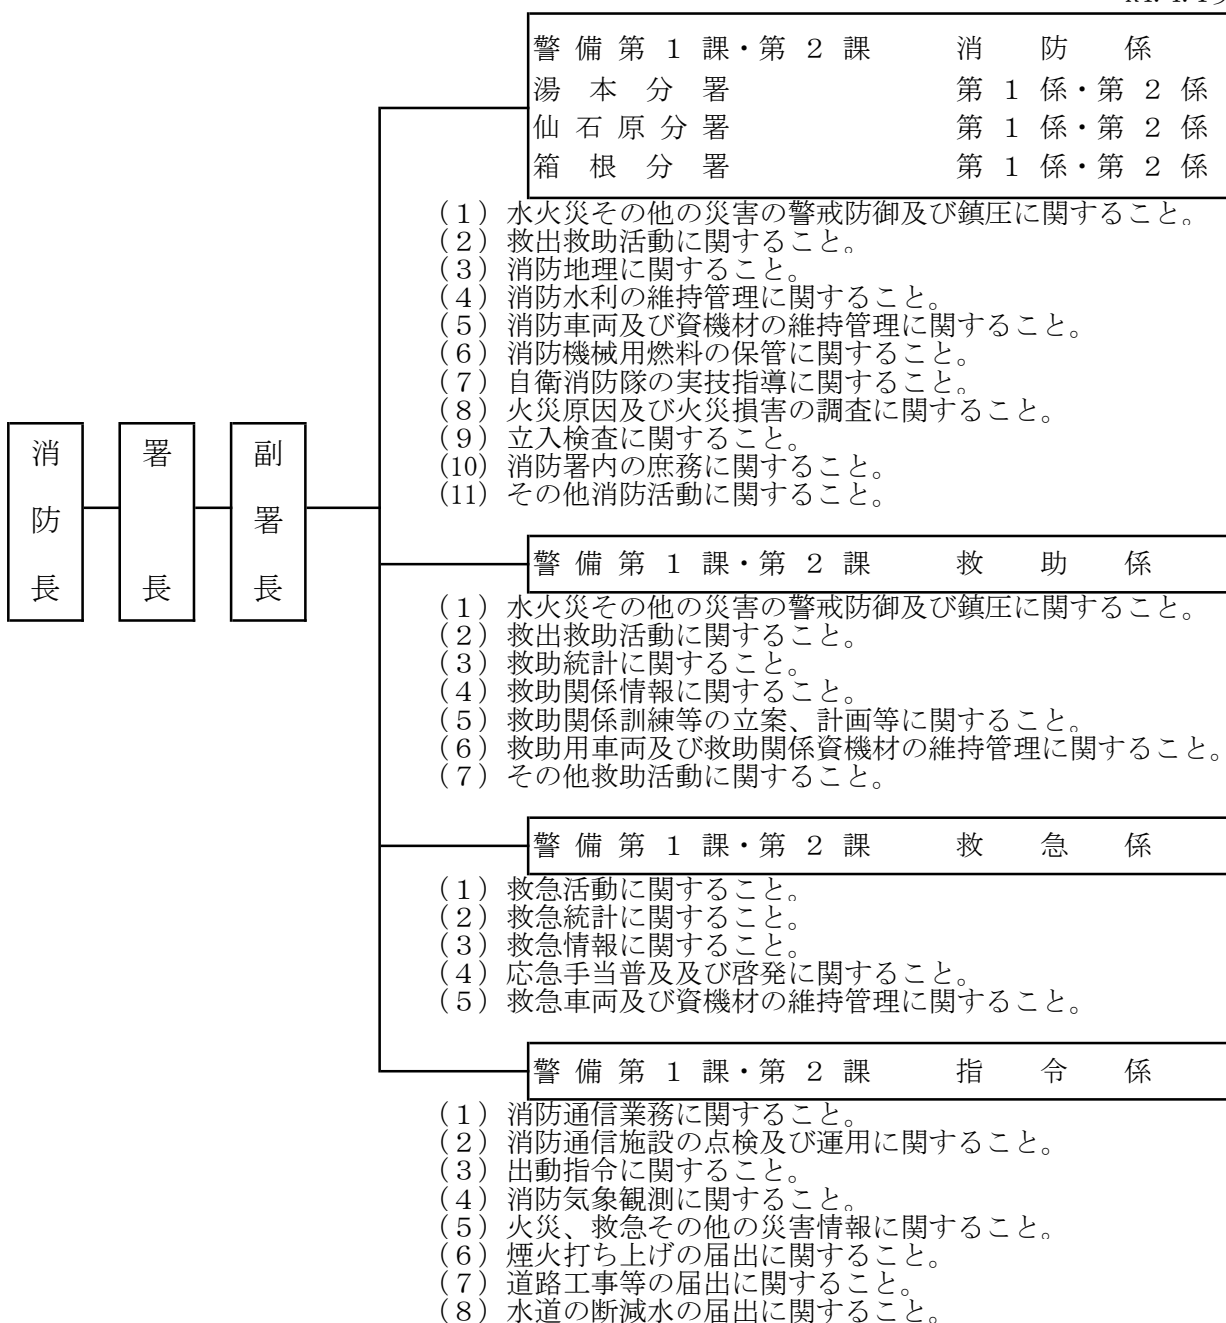 警備第1課・第2課 消防係
湯本分署 第1係・第2係
仙石原分署 第1係・第2係
箱根分署 第1係・第2係
(1) 水火災その他の災害の警戒防御及び鎮圧に関すること。
(2) 救出救助活動に関すること。
(3) 消防地理に関すること。
(4) 消防水利の維持管理に関すること。
(5) 消防車両及び資機材の維持管理に関すること。
(6) 消防機械用燃料の保管に関すること。
(7) 自衛消防隊の実技指導に関すること。
(8) 火災原因及び火災損害の調査に関すること。
(9) 立入検査に関すること。
(10) 消防署内の庶務に関すること。
(11) その他消防活動に関すること。
消防長
署長
副署長
警備第1課・第2課 救助係
(1) 水火災その他の災害の警戒防御及び鎮圧に関すること。
(2) 救出救助活動に関すること。
(3) 救助統計に関すること。
(4) 救助関係情報に関すること。
(5) 救助関係訓練等の立案、計画等に関すること。
(6) 救助用車両及び救助関係資機材の維持管理に関すること。
(7) その他救助活動に関すること。
警備第1課・第2課 救急係
(1) 救急活動に関すること。
(2) 救急統計に関すること。
(3) 救急情報に関すること。
(4) 応急手当普及及び啓発に関すること。
(5) 救急車両及び資機材の維持管理に関すること。
警備第1課・第2課 指令係
(1) 消防通信業務に関すること。
(2) 消防通信施設の点検及び運用に関すること。
(3) 出動指令に関すること。
(4) 消防気象観測に関すること。
(5) 火災、救急その他の災害情報に関すること。
(6) 煙火打ち上げの届出に関すること。
(7) 道路工事等の届出に関すること。
(8) 水道の断減水の届出に関すること。